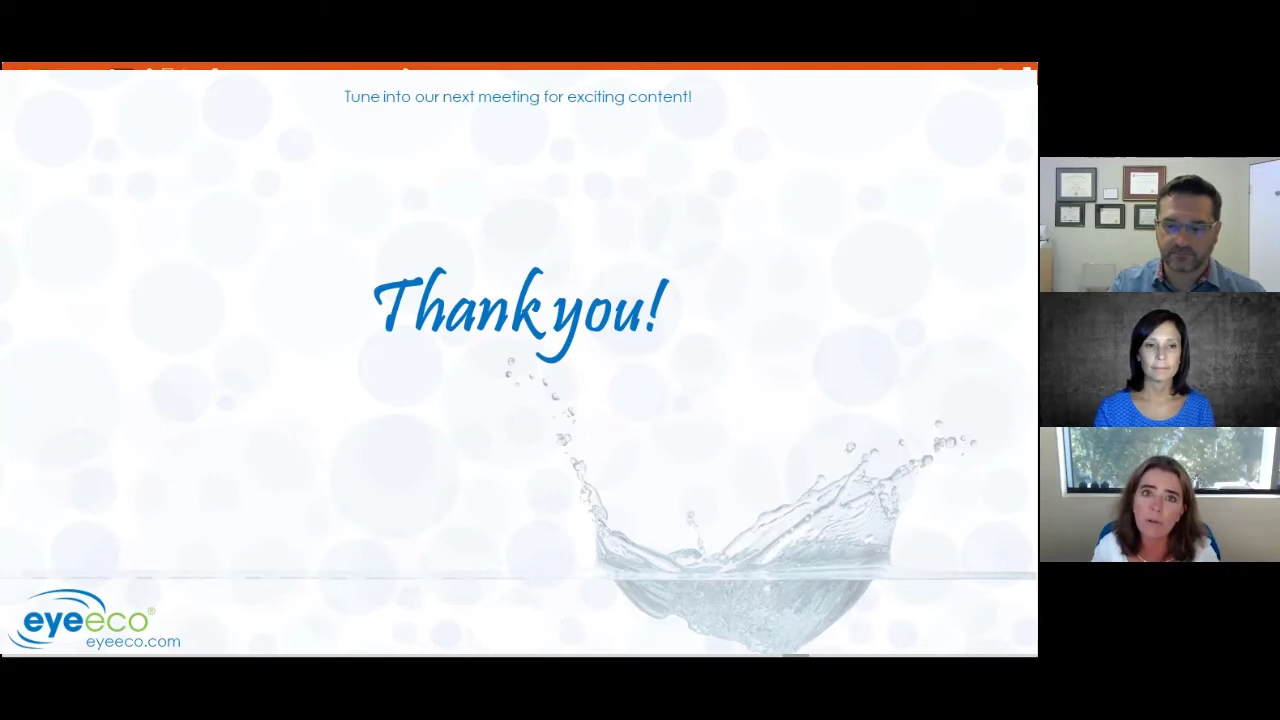 Tune into our next meeting for exciting content!
Thank you!
eyeeco®
eyeeco.com